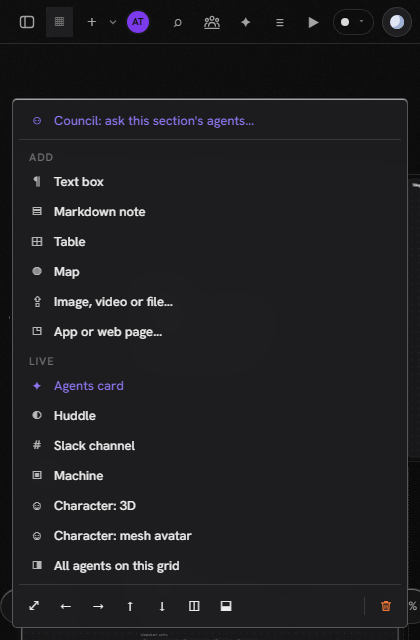 AT
Council: ask this section's agents...
ADD
Text box
Markdown note
Table
Map
Image, video or file...
App or web page...
LIVE
Agents card
Huddle
# Slack channel
Machine
Character: 3D
Character: mesh avatar
All agents on this grid
%